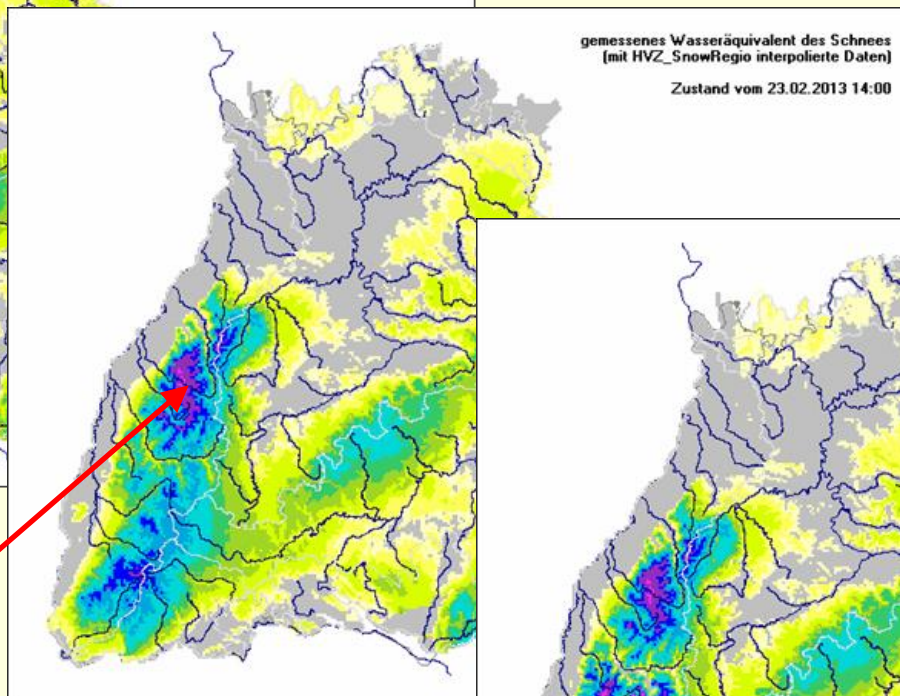 gemessenes Wasseräquivalent des Schnees
(mit HVZ_SnowRegio interpolierte Daten)
Zustand vom 23.02.2013 14:00